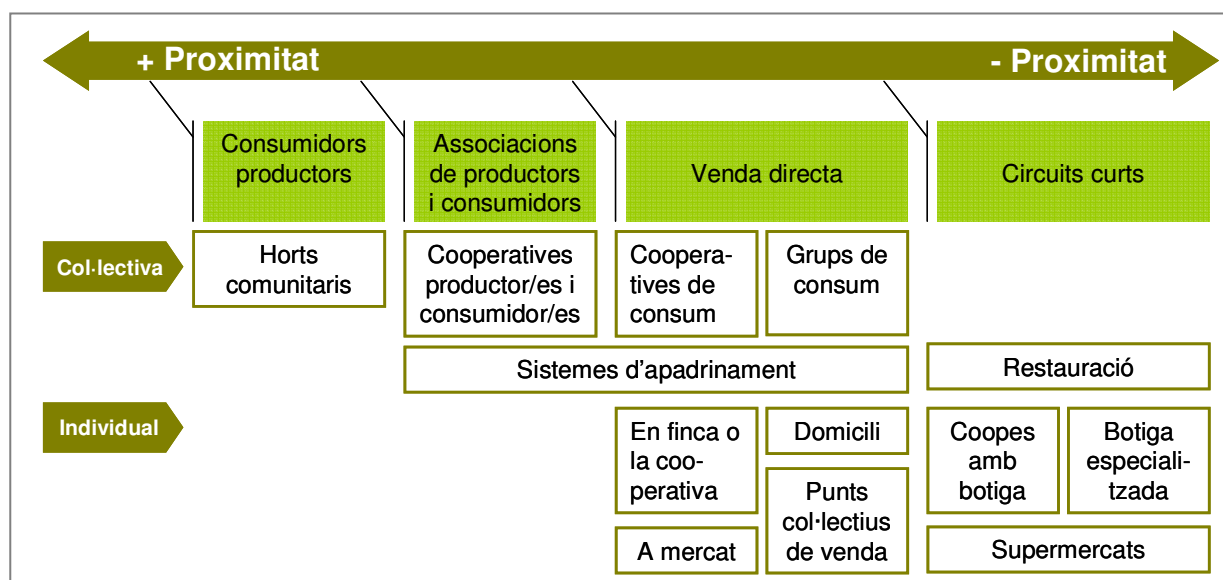 + Proximitat
- Proximitat
Consumidors
productors
Associacions
de productors
i consumidors
Venda directa
Circuits curts
Col·lectiva
Horts
comunitaris
Cooperatives
productor/es i
consumidor/es
Coopera-
tives de
consum
Grups de
consum
Sistemes d'apadrinament
Restauració
Individual
En finca o
la coo-
perativa
Domicili
Coopes
amb
botiga
Botiga
especiali-
tzada
Punts
col·lectius
de venda
A mercat
Supermercats